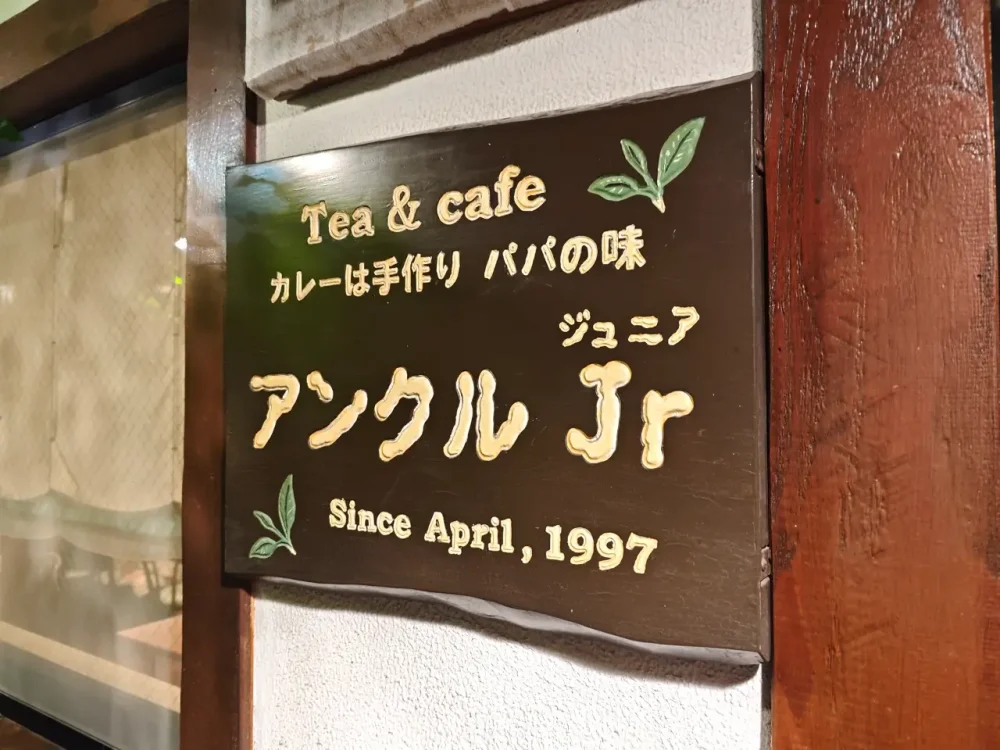 Tea & cafe
カレーは手作り パパの味
ジュニア
アンクル Jr
Since April, 1997